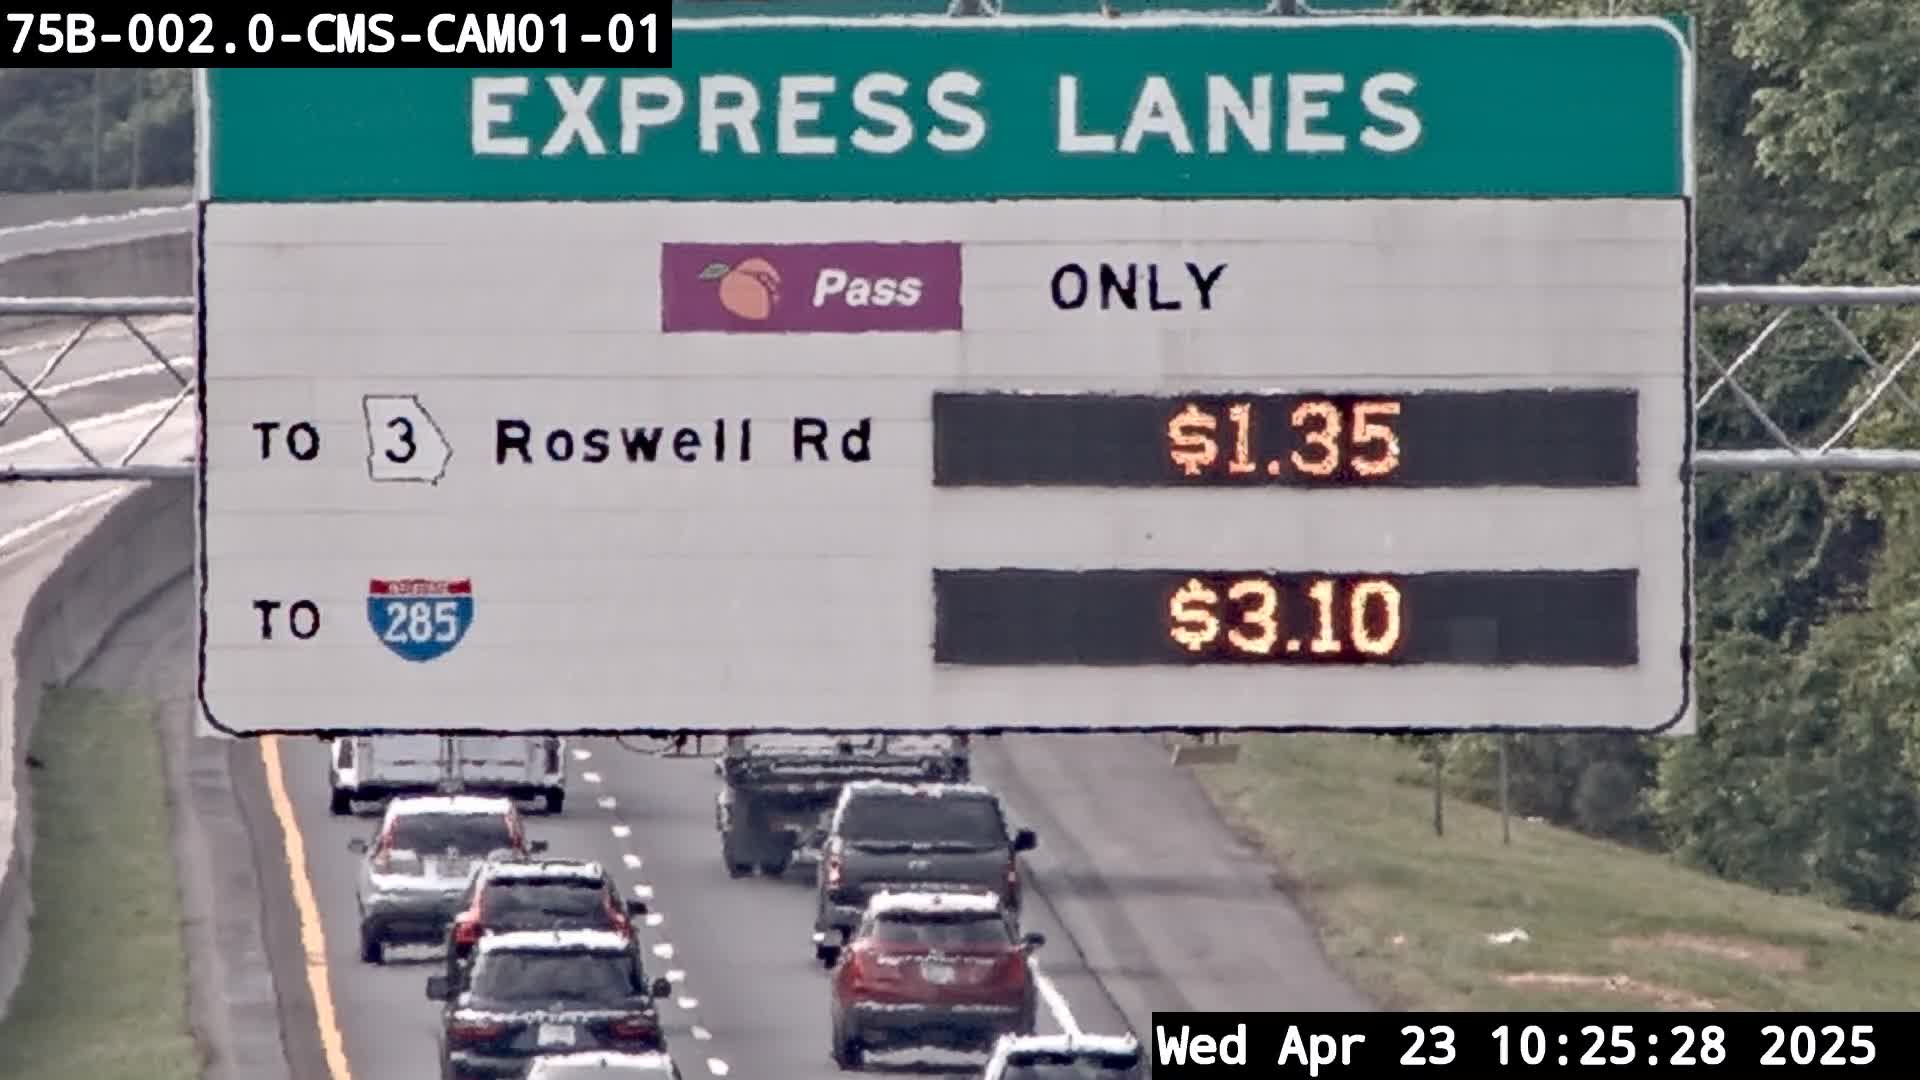 75B-002.0-CMS-CAM01-01
EXPRESS LANES
Pass ONLY
TO 3 Roswell Rd $1.35
TO 285 $3.10
Wed Apr 23 10:25:28 2025